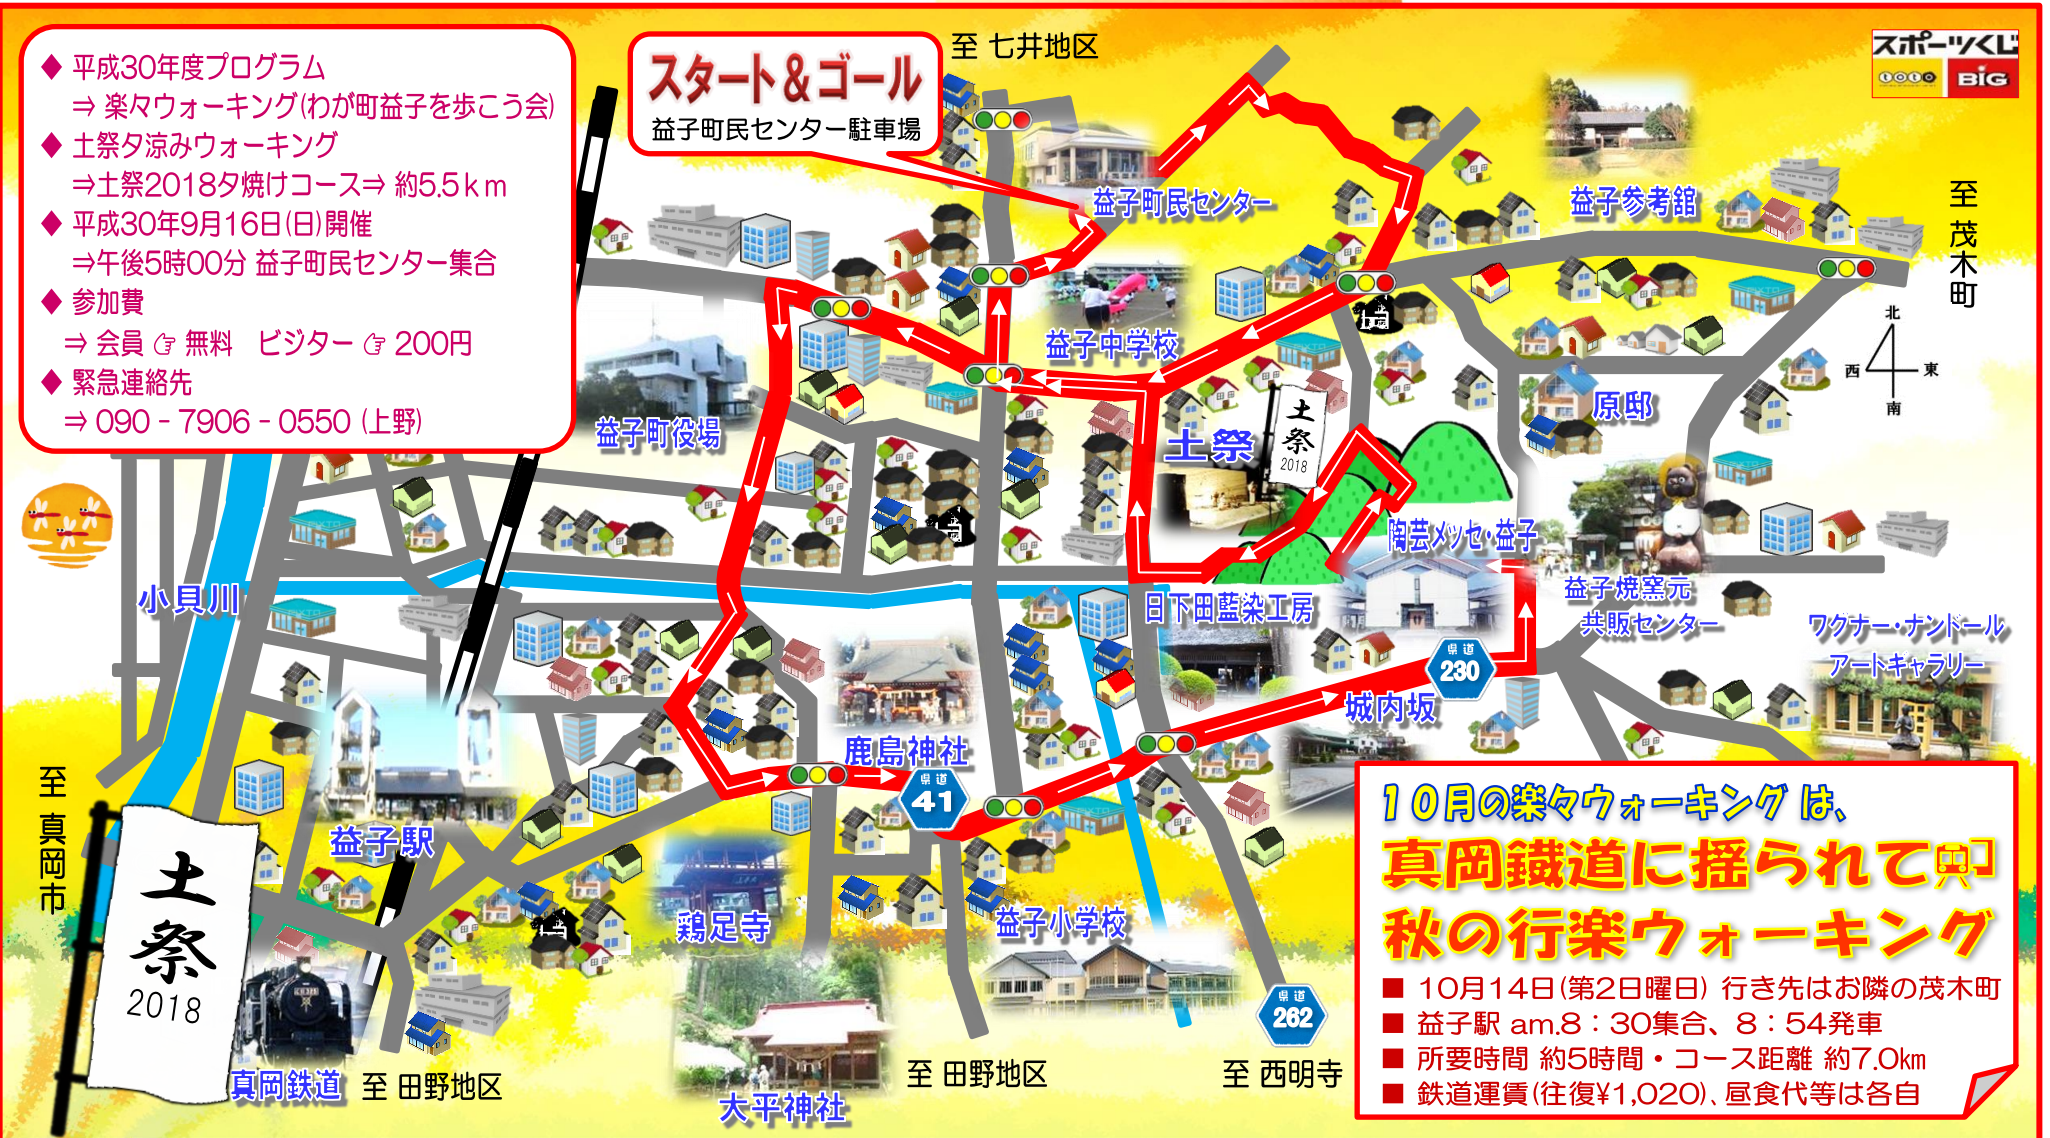 ◆ 平成30年度プログラム
⇒ 楽々ウォーキング(わが町益子を歩こう会)
◆ 土祭夕涼みウォーキング
⇒土祭2018夕焼けコース⇒ 約5.5km
◆ 平成30年9月16日(日)開催
⇒午後5時00分 益子町民センター集合
◆ 参加費
⇒ 会員 ☞ 無料 ビジター ☞ 200円
◆ 緊急連絡先
⇒ 090 - 7906 - 0550 (上野)
スタート&ゴール
益子町民センター駐車場
至 七井地区
スポーツくじ
toto BIG
益子町民センター
益子参考館
至 茂木町
北
西 東
南
益子中学校
益子町役場
原邸
土祭
土祭
2018
陶芸メッセ・益子
益子焼窯元
共販センター
小貝川
日下田藍染工房
ワグナー・ナンドール
アートギャラリー
県道
230
城内坂
鹿島神社
県道
41
益子駅
至 真岡市
鶏足寺
益子小学校
土祭
2018
県道
262
真岡鉄道
至 田野地区
大平神社
至 田野地区
至 西明寺
10月の楽々ウォーキング は、
真岡鐵道に揺られて
秋の行楽ウォーキング
■ 10月14日(第2日曜日) 行き先はお隣の茂木町
■ 益子駅 am.8:30集合、8:54発車
■ 所要時間 約5時間・コース距離 約7.0km
■ 鉄道運賃(往復¥1,020)、昼食代等は各自